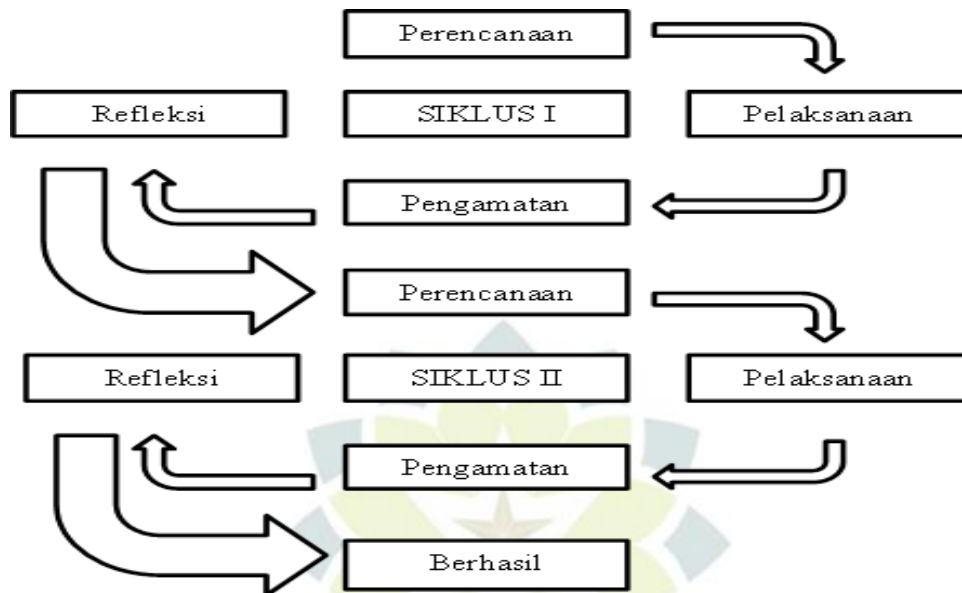 Perencanaan
Refleksi
SIKLUS I
Pelaksanaan
Pengamatan
Perencanaan
Refleksi
SIKLUS II
Pelaksanaan
Pengamatan
Berhasil